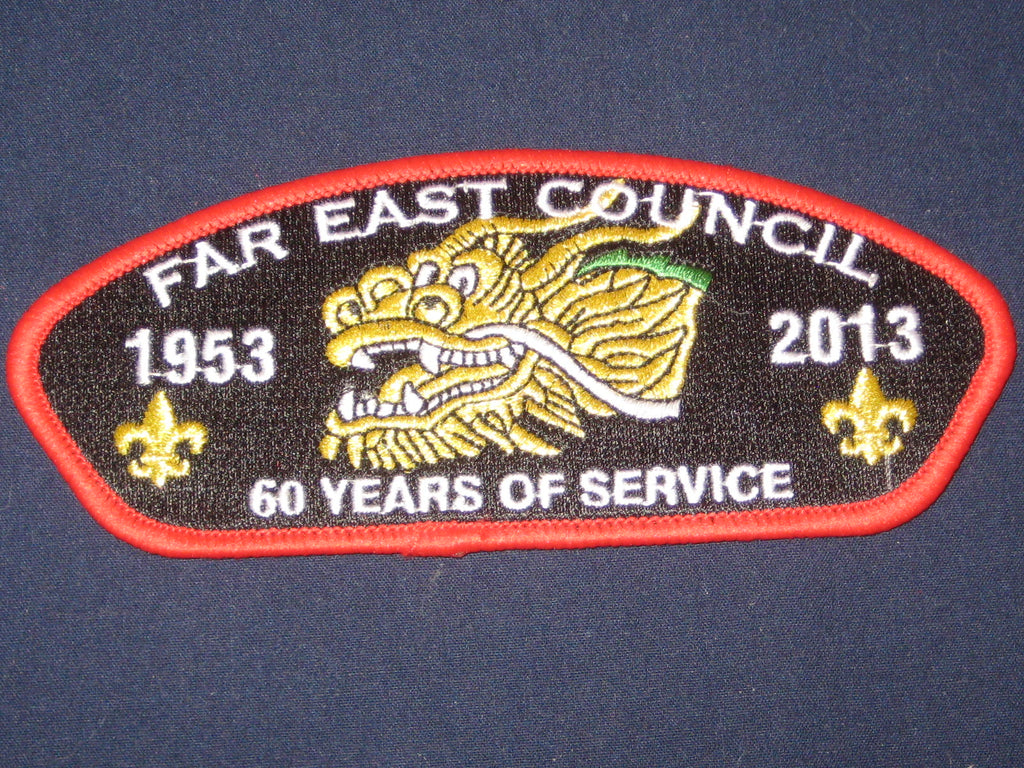 FAR EAST COUNCIL
1953 2013
60 YEARS OF SERVICE